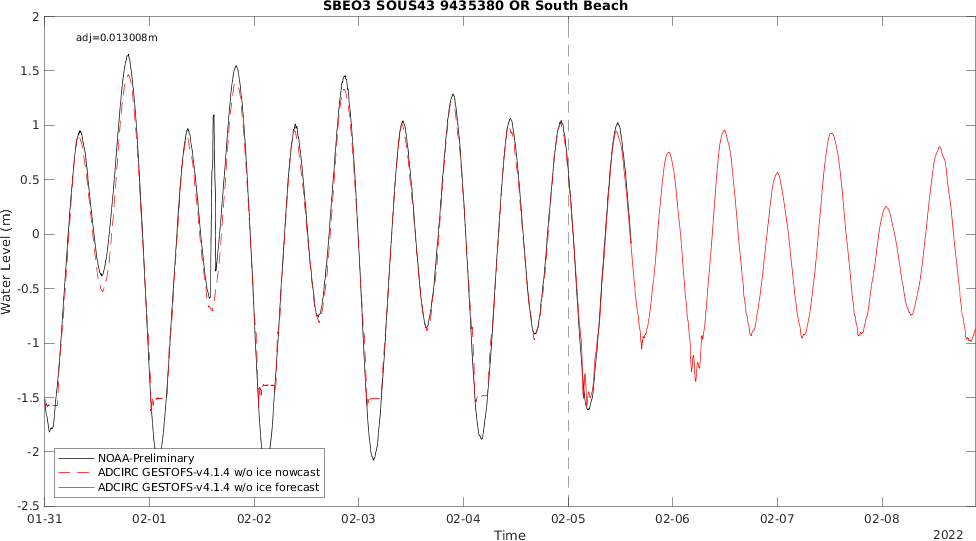 SBEO3 SOUS43 9435380 OR South Beach
adj=0.013008m
2
1.5
1
0.5
0
-0.5
-1
-1.5
-2
-2.5
Water Level (m)
NOAA-Preliminary
ADCIRC GESTOFS-v4.1.4 w/o ice nowcast
ADCIRC GESTOFS-v4.1.4 w/o ice forecast
01-31 02-01 02-02 02-03 02-04 02-05 02-06 02-07 02-08
Time
2022